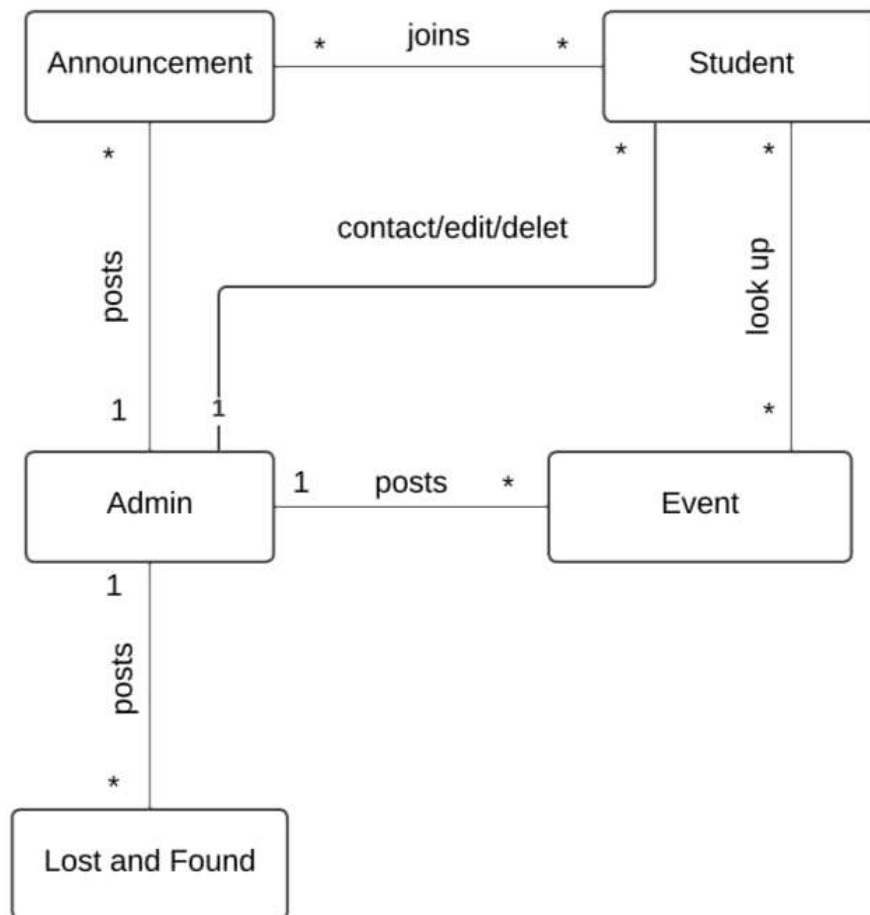 joins
* *
Announcement Student
* * *
contact/edit/delet
posts
look up
1 1 *
1 posts *
Admin Event
1
posts
*
Lost and Found